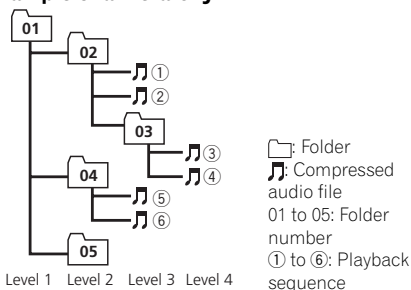 01
02
①
②
03
③
④
04
⑤
⑥
05
Level 1 Level 2 Level 3 Level 4
: Folder
: Compressed
audio file
01 to 05: Folder
number
① to ⑥: Playback
sequence